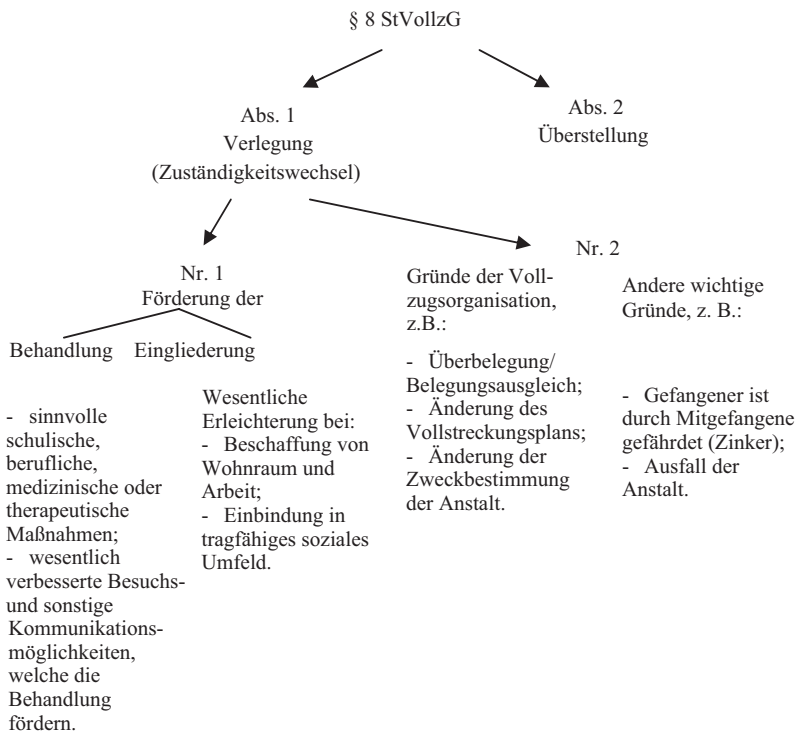 § 8 StVollzG
Abs. 1
Verlegung
(Zuständigkeitswechsel)
Abs. 2
Überstellung
Nr. 1
Förderung der
Behandlung
- sinnvolle
schulische,
berufliche,
medizinische oder
therapeutische
Maßnahmen;
- wesentlich
verbesserte Besuchs-
und sonstige
Kommunikations-
möglichkeiten,
welche die
Behandlung
fördern.
Eingliederung
Wesentliche
Erleichterung bei:
- Beschaffung von
Wohnraum und
Arbeit;
- Einbindung in
tragfähiges soziales
Umfeld.
Nr. 2
Gründe der Voll-
zugsorganisation,
z.B.:
- Überbelegung/
Belegungsausgleich;
- Änderung des
Vollstreckungsplans;
- Änderung der
Zweckbestimmung
der Anstalt.
Andere wichtige
Gründe, z. B.:
- Gefangener ist
durch Mitgefangene
gefährdet (Zinker);
- Ausfall der
Anstalt.